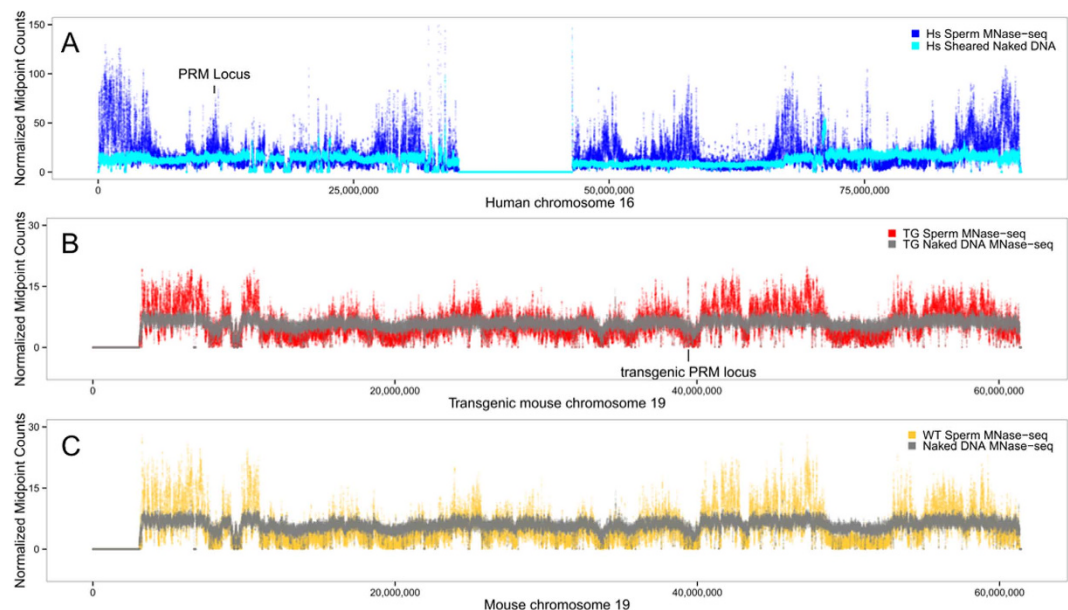 Normalized Midpoint Counts
150
100
50
0
A
PRM Locus
Hs Sperm MNase-seq
Hs Sheared Naked DNA
0
25,000,000
50,000,000
75,000,000
Human chromosome 16
Normalized Midpoint Counts
30
15
0
B
TG Sperm MNase-seq
TG Naked DNA MNase-seq
transgenic PRM locus
0
20,000,000
40,000,000
60,000,000
Transgenic mouse chromosome 19
Normalized Midpoint Counts
30
15
0
C
WT Sperm MNase-seq
Naked DNA MNase-seq
0
20,000,000
40,000,000
60,000,000
Mouse chromosome 19